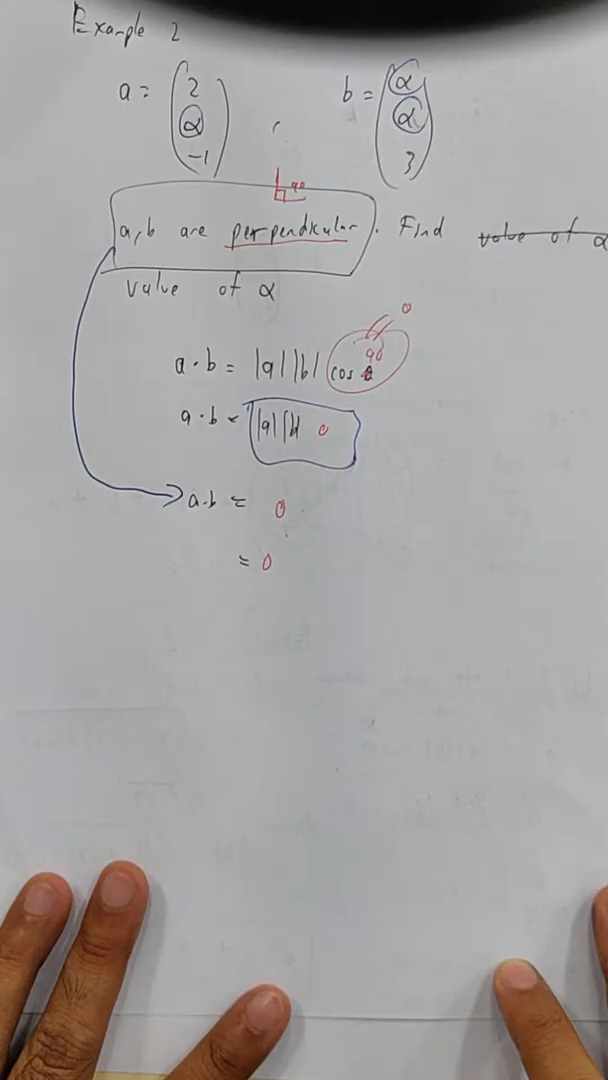 Example 2
a = (2 α -1) , b = (α α 3)
90
a, b are perpendicular. Find value of α
value of α
0
a · b = |a| |b| cos 90
a · b = |a| |b| 0
a.b = 0
= 0